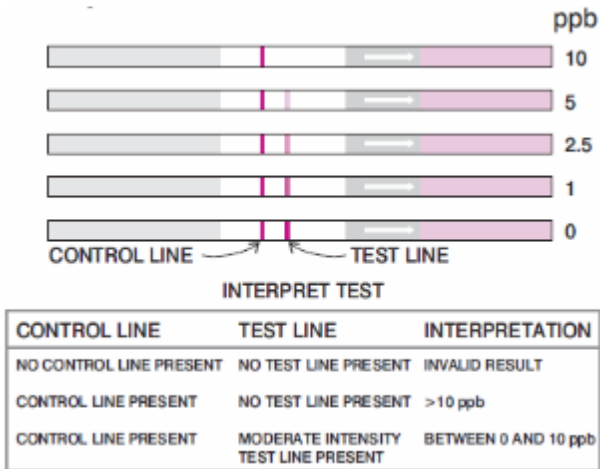 ppb
10
5
2.5
1
0
CONTROL LINE TEST LINE
INTERPRET TEST
CONTROL LINE TEST LINE INTERPRETATION
NO CONTROL LINE PRESENT NO TEST LINE PRESENT INVALID RESULT
CONTROL LINE PRESENT NO TEST LINE PRESENT >10 ppb
CONTROL LINE PRESENT MODERATE INTENSITY BETWEEN 0 AND 10 ppb
TEST LINE PRESENT